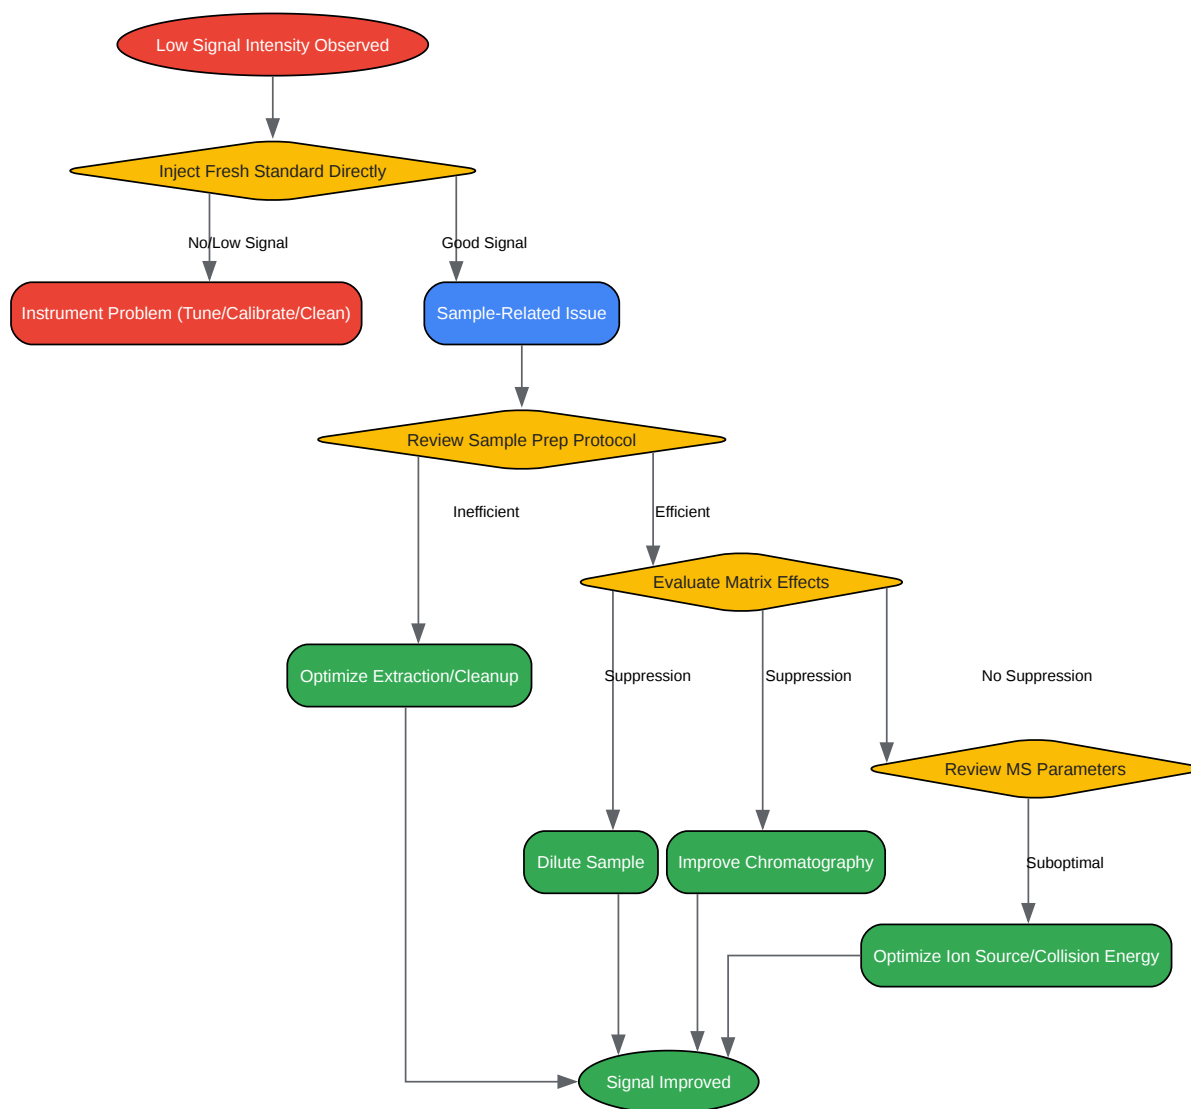 Low Signal Intensity Observed
Inject Fresh Standard Directly
No/Low Signal
Good Signal
Instrument Problem (Tune/Calibrate/Clean)
Sample-Related Issue
Review Sample Prep Protocol
Inefficient
Efficient
Evaluate Matrix Effects
Optimize Extraction/Cleanup
Suppression
Suppression
No Suppression
Review MS Parameters
Dilute Sample
Improve Chromatography
Suboptimal
Optimize Ion Source/Collision Energy
Signal Improved